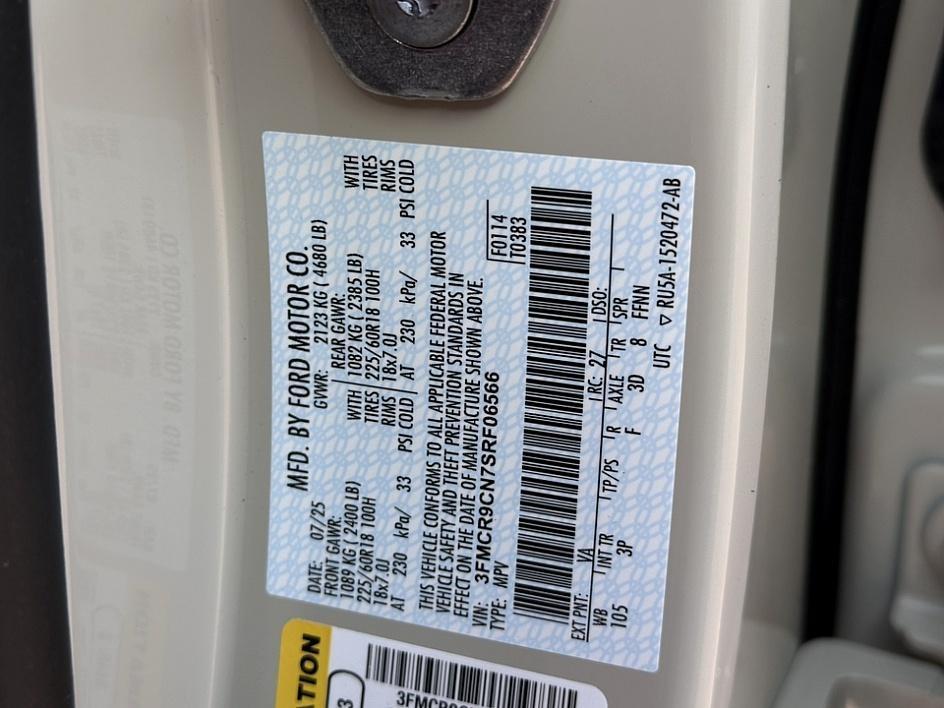 MFD. BY FORD MOTOR CO.
DATE: 07/25 GVWR: 2123 KG ( 4680 LB)
FRONT GAWR: REAR GAWR:
1089 KG ( 2400 LB) WITH 1082 KG ( 2385 LB) WITH
225/60R18 100H TIRES 225/60R18 100H TIRES
18x7.0J RIMS 18x7.0J RIMS
AT 230 kPa/ 33 PSI COLD AT 230 kPa/ 33 PSI COLD
THIS VEHICLE CONFORMS TO ALL APPLICABLE FEDERAL MOTOR
VEHICLE SAFETY AND THEFT PREVENTION STANDARDS IN
EFFECT ON THE DATE OF MANUFACTURE SHOWN ABOVE.
VIN: 3FMCR9CN7SRF06566 F0114
TYPE: MPV T0383
EXT PNT: VA RC: 27 DSO:
WB INT TR TP/PS R AXLE TR SPR
105 3P F 3D 8 FFNN
UTC ▽ RU5A-1520472-AB